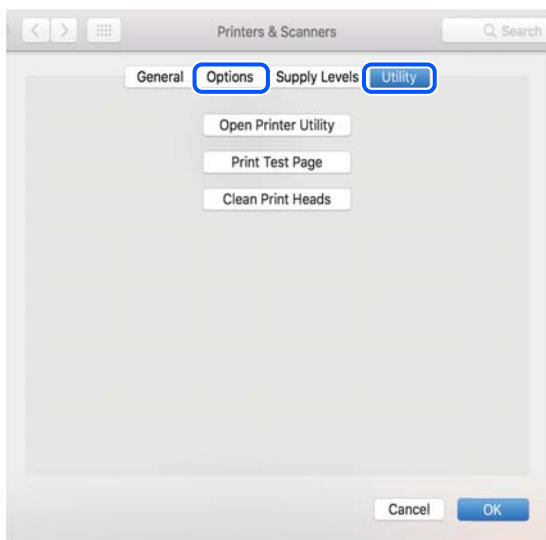 Printers & Scanners Search
General Options Supply Levels Utility
Open Printer Utility
Print Test Page
Clean Print Heads
Cancel OK